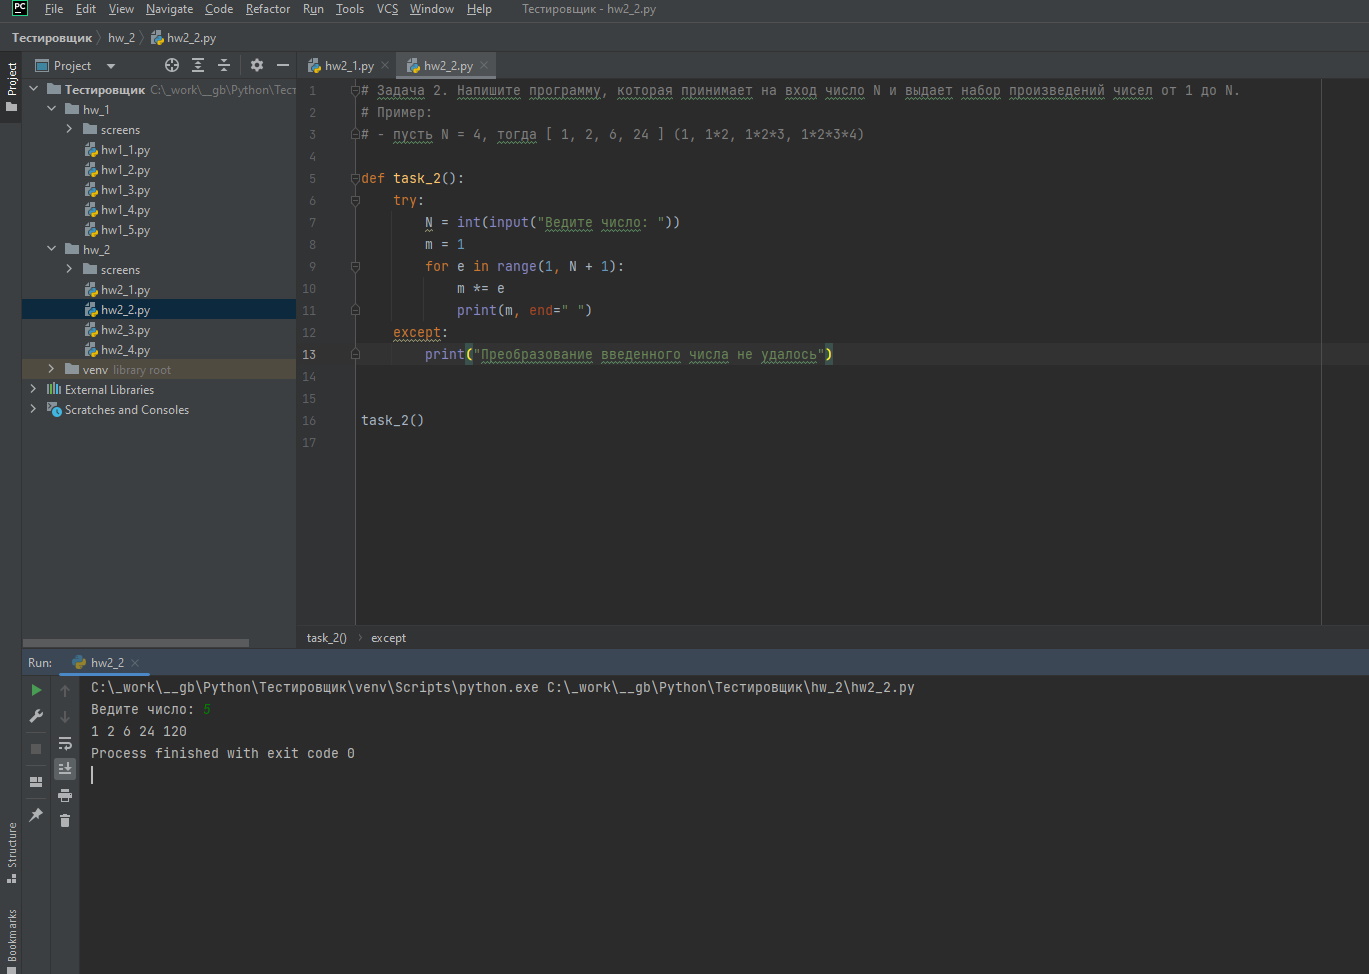 PC File Edit View Navigate Code Refactor Run Tools VCS Window Help Тестировщик - hw2_2.py
Тестировщик hw_2 hw2_2.py
Project
Project
Тестировщик C:\_work\__gb\Python\Тест
hw_1
screens
hw1_1.py
hw1_2.py
hw1_3.py
hw1_4.py
hw1_5.py
hw_2
screens
hw2_1.py
hw2_2.py
hw2_3.py
hw2_4.py
venv library root
External Libraries
Scratches and Consoles
hw2_1.py hw2_2.py
1 # Задача 2. Напишите программу, которая принимает на вход число N и выдает набор произведений чисел от 1 до N.
2 # Пример:
3 # - пусть N = 4, тогда [ 1, 2, 6, 24 ] (1, 1*2, 1*2*3, 1*2*3*4)
4
5 def task_2():
6 try:
7 N = int(input("Ведите число: "))
8 m = 1
9 for e in range(1, N + 1):
10 m *= e
11 print(m, end=" ")
12 except:
13 print("Преобразование введенного числа не удалось")
14
15
16 task_2()
17
task_2() except
Run: hw2_2
C:\_work\__gb\Python\Тестировщик\venv\Scripts\python.exe C:\_work\__gb\Python\Тестировщик\hw_2\hw2_2.py
Ведите число: 5
1 2 6 24 120
Process finished with exit code 0
Structure
Bookmarks